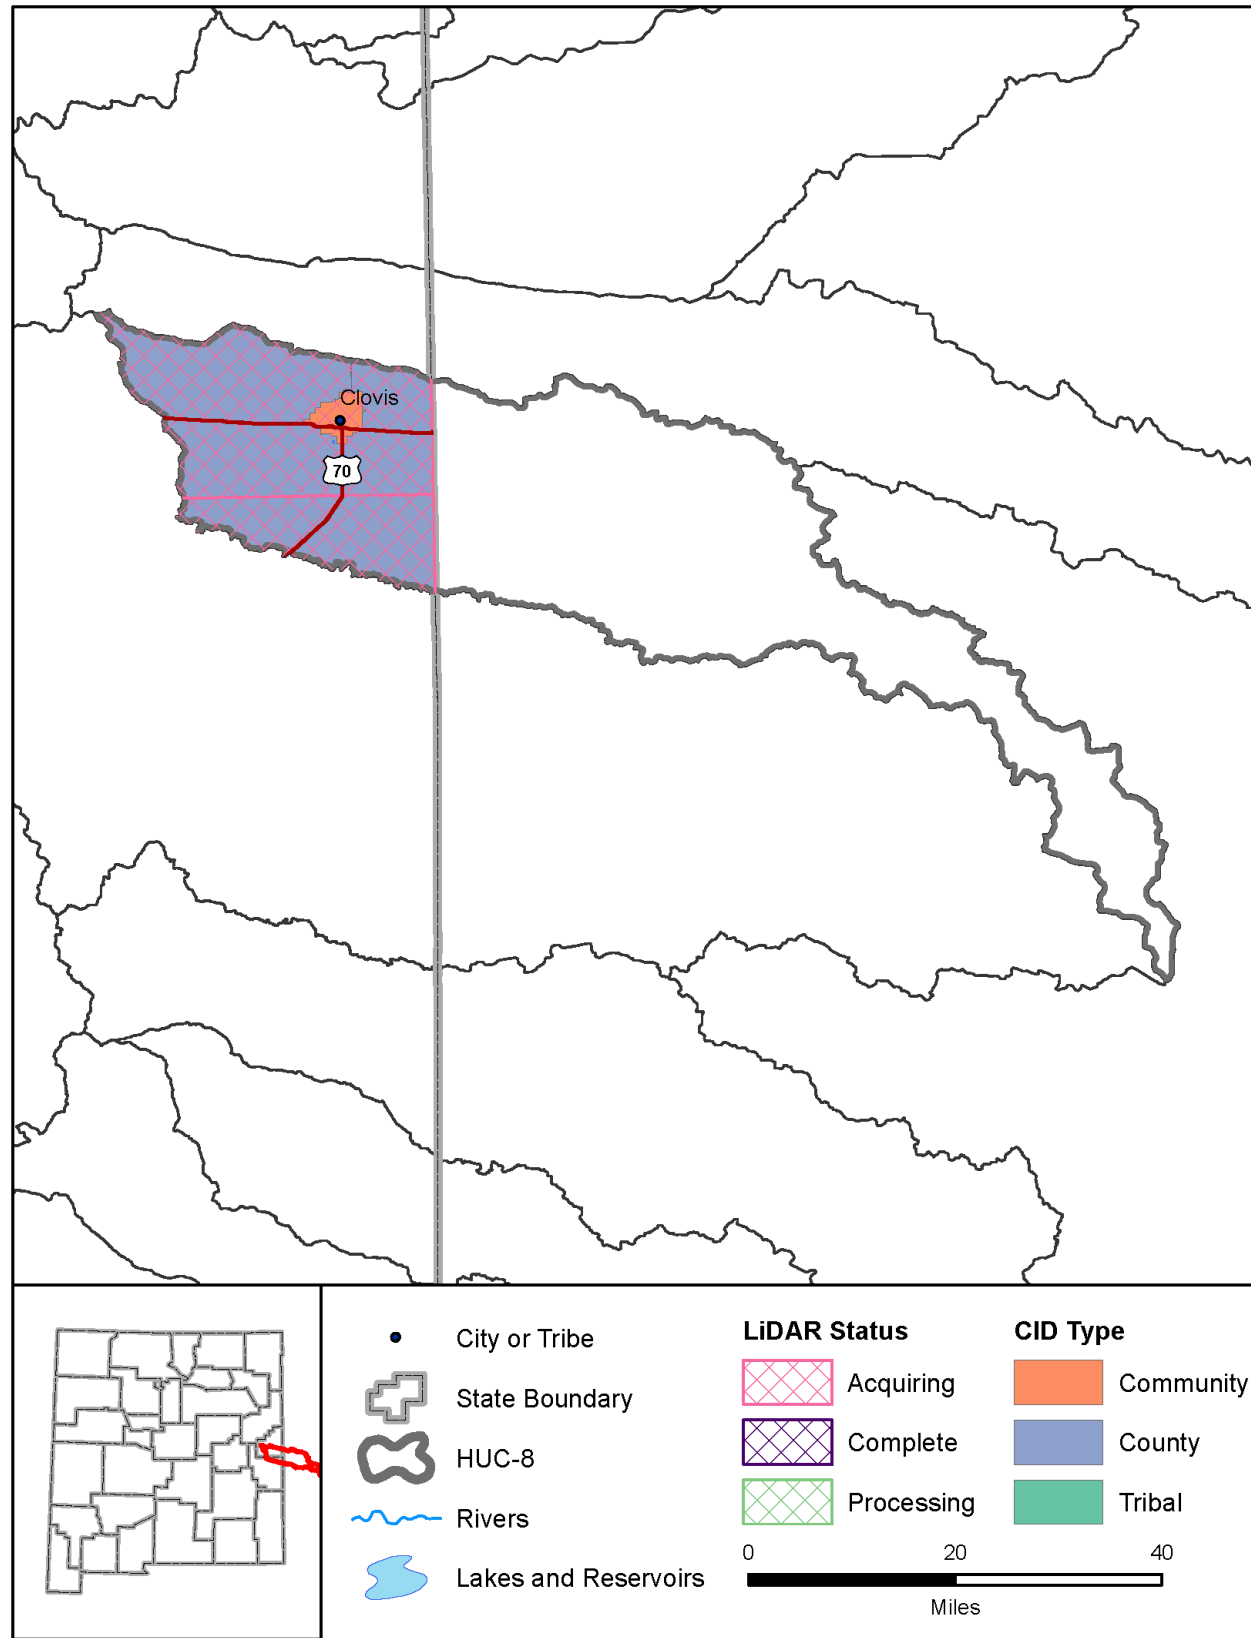 Clovis
70
City or Tribe
State Boundary
HUC-8
Rivers
Lakes and Reservoirs
LiDAR Status
Acquiring
Complete
Processing
CID Type
Community
County
Tribal
0 20 40
Miles